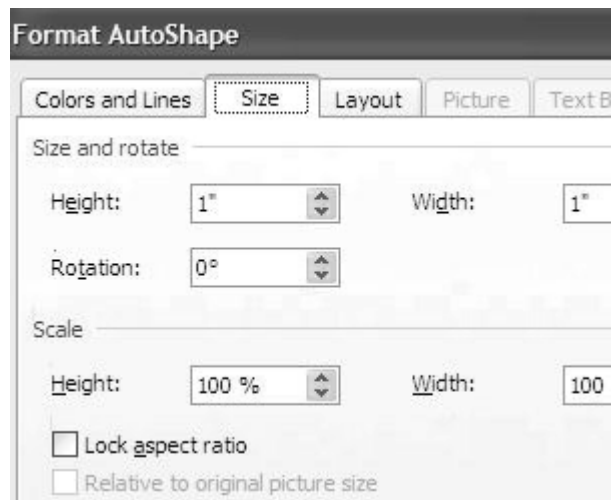 Format AutoShape
Colors and Lines Size Layout Picture Text B
Size and rotate
Height: 1" Width: 1"
Rotation: 0°
Scale
Height: 100 % Width: 100
Lock aspect ratio
Relative to original picture size